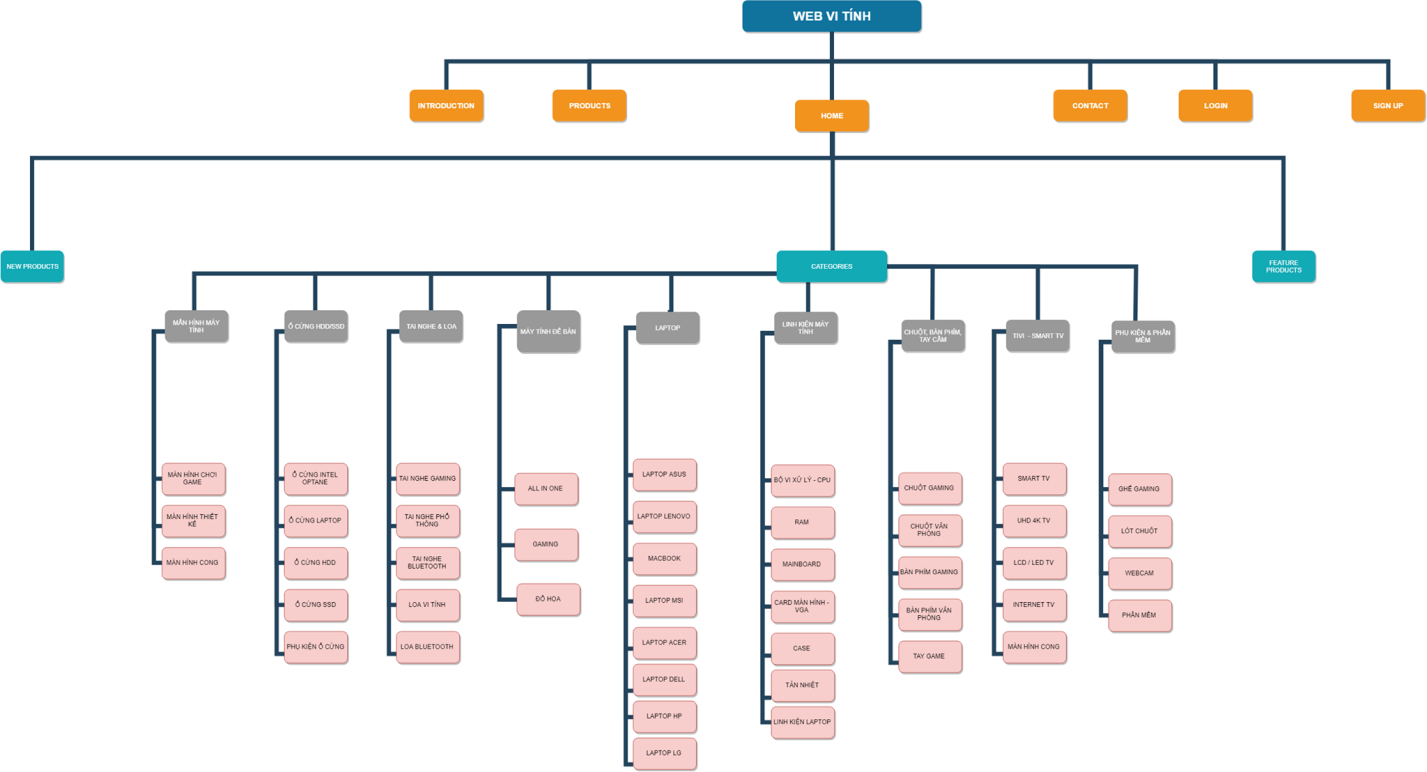 WEB VI TÍNH
INTRODUCTION
PRODUCTS
HOME
CONTACT
LOGIN
SIGN UP
NEW PRODUCTS
CATEGORIES
FEATURE
PRODUCTS
MÀN HÌNH MÁY
TÍNH
Ổ CỨNG HDD/SSD
TAI NGHE & LOA
MÁY TÍNH ĐỂ BÀN
LAPTOP
LINH KIỆN MÁY
TÍNH
CHUỘT, BÀN PHÍM,
TAY CẦM
TIVI - SMART TV
PHỤ KIỆN & PHẦN
MỀM
MÀN HÌNH CHƠI
GAME
MÀN HÌNH THIẾT
KẾ
MÀN HÌNH CONG
Ổ CỨNG INTEL
OPTANE
Ổ CỨNG LAPTOP
Ổ CỨNG HDD
Ổ CỨNG SSD
PHỤ KIỆN Ổ CỨNG
TAI NGHE GAMING
TAI NGHE PHỔ
THÔNG
TAI NGHE
BLUETOOTH
LOA VI TÍNH
LOA BLUETOOTH
ALL IN ONE
GAMING
ĐỒ HỌA
LAPTOP ASUS
LAPTOP LENOVO
MACBOOK
LAPTOP MSI
LAPTOP ACER
LAPTOP DELL
LAPTOP HP
LAPTOP LG
BỘ VI XỬ LÝ - CPU
RAM
MAINBOARD
CARD MÀN HÌNH -
VGA
CASE
TẢN NHIỆT
LINH KIỆN LAPTOP
CHUỘT GAMING
CHUỘT VĂN
PHÒNG
BÀN PHÍM GAMING
BÀN PHÍM VĂN
PHÒNG
TAY GAME
SMART TV
UHD 4K TV
LCD / LED TV
INTERNET TV
MÀN HÌNH CONG
GHẾ GAMING
LÓT CHUỘT
WEBCAM
PHẦN MỀM